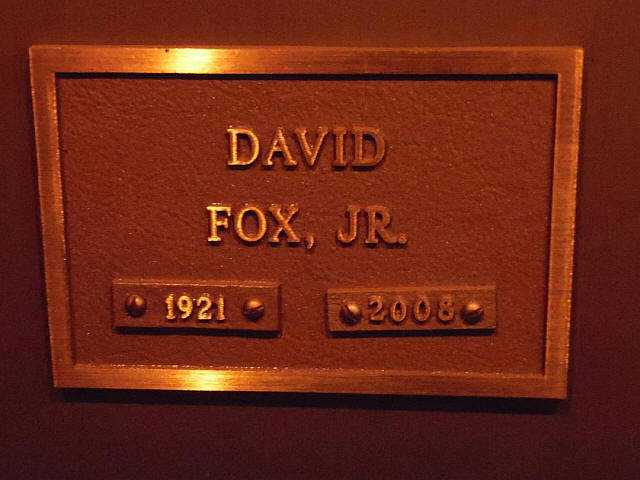 DAVID
FOX, JR.
1921 2008